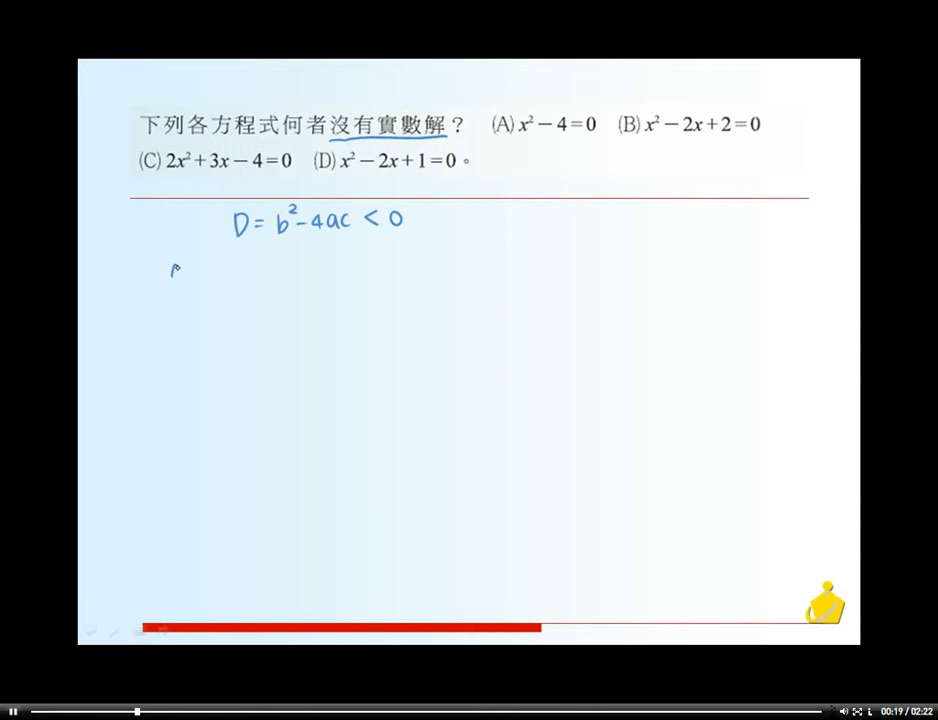 下列各方程式何者沒有實數解？ (A) x² − 4 = 0 (B) x² − 2x + 2 = 0
(C) 2x² + 3x − 4 = 0 (D) x² − 2x + 1 = 0。
D = b² − 4ac < 0
00:19 / 02:22